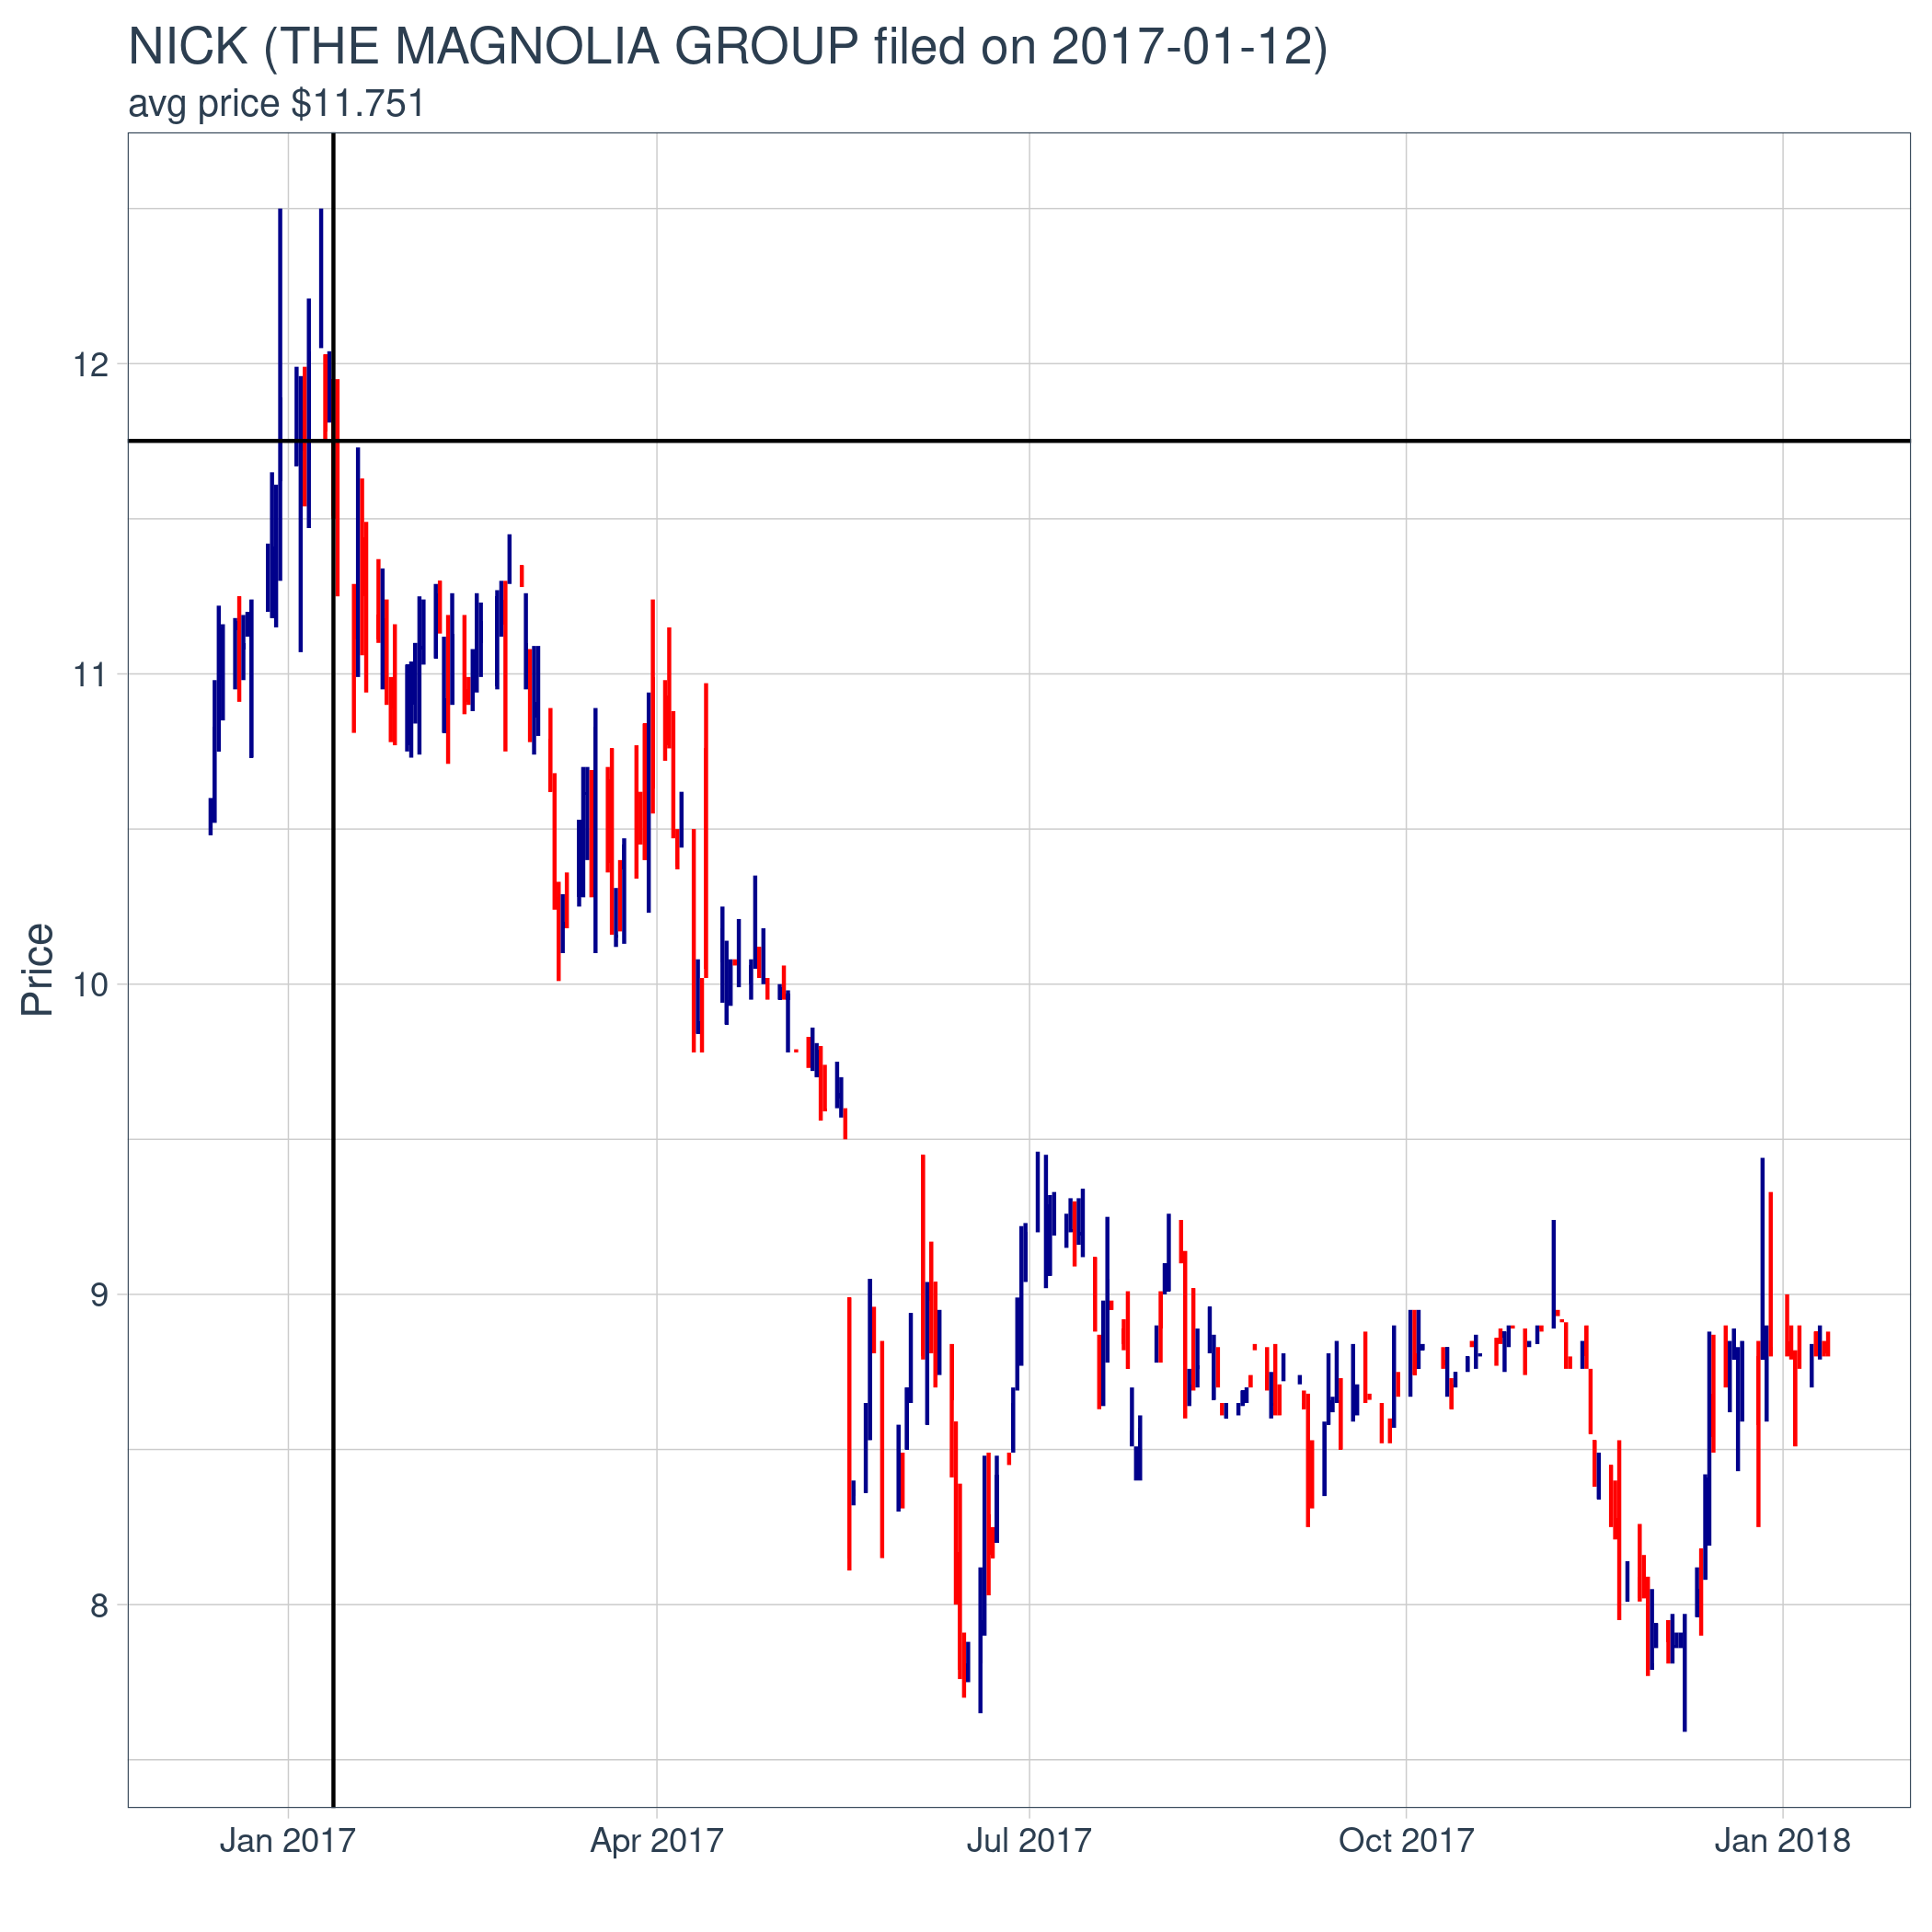 NICK (THE MAGNOLIA GROUP filed on 2017-01-12)
avg price $11.751
12
11
10
9
8
Price
Jan 2017
Apr 2017
Jul 2017
Oct 2017
Jan 2018